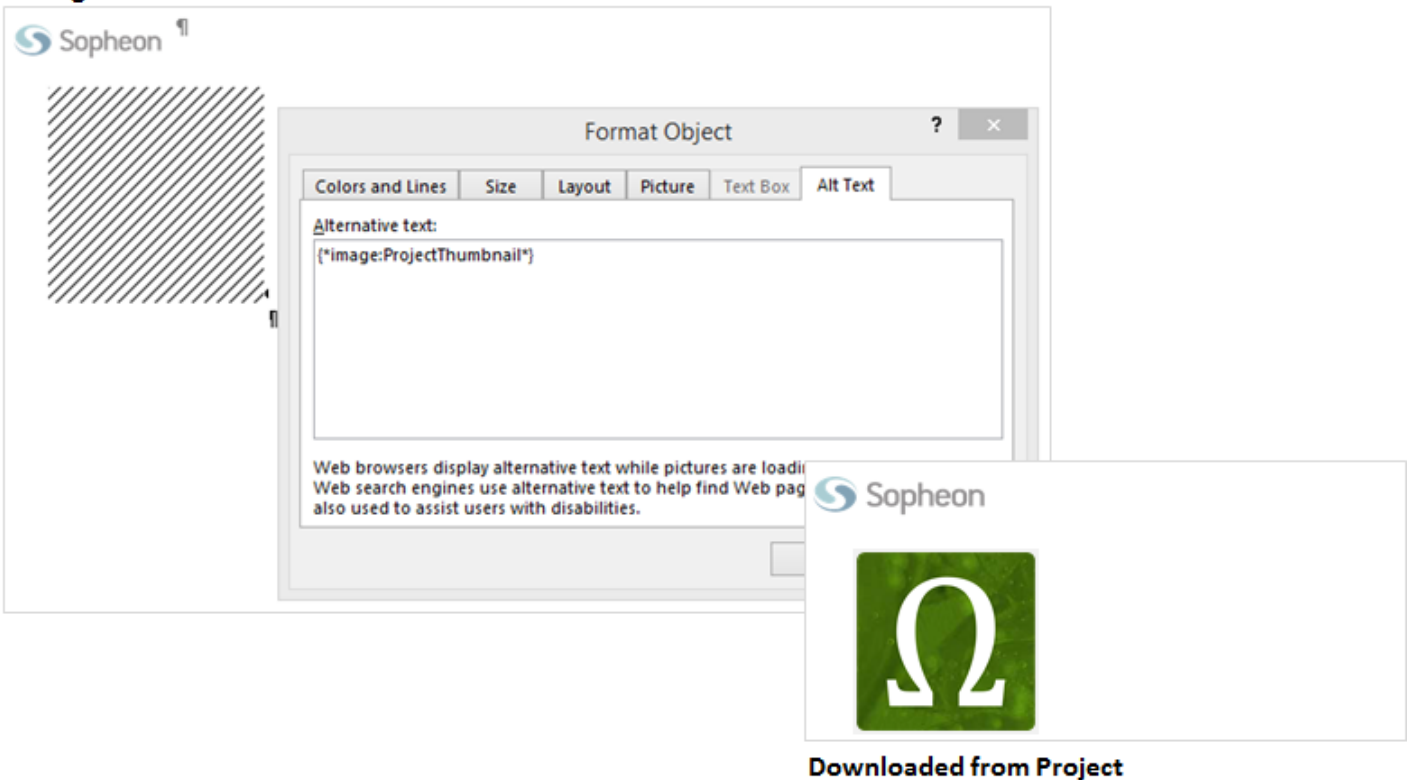 Sopheon ¶
Format Object
?
×
Colors and Lines Size Layout Picture Text Box Alt Text
Alternative text:
{*image:ProjectThumbnail*}
¶
Web browsers display alternative text while pictures are
Web search engines use alternative text to help find Web
also used to assist users with disabilities.
Sopheon
Ω
Downloaded from Project